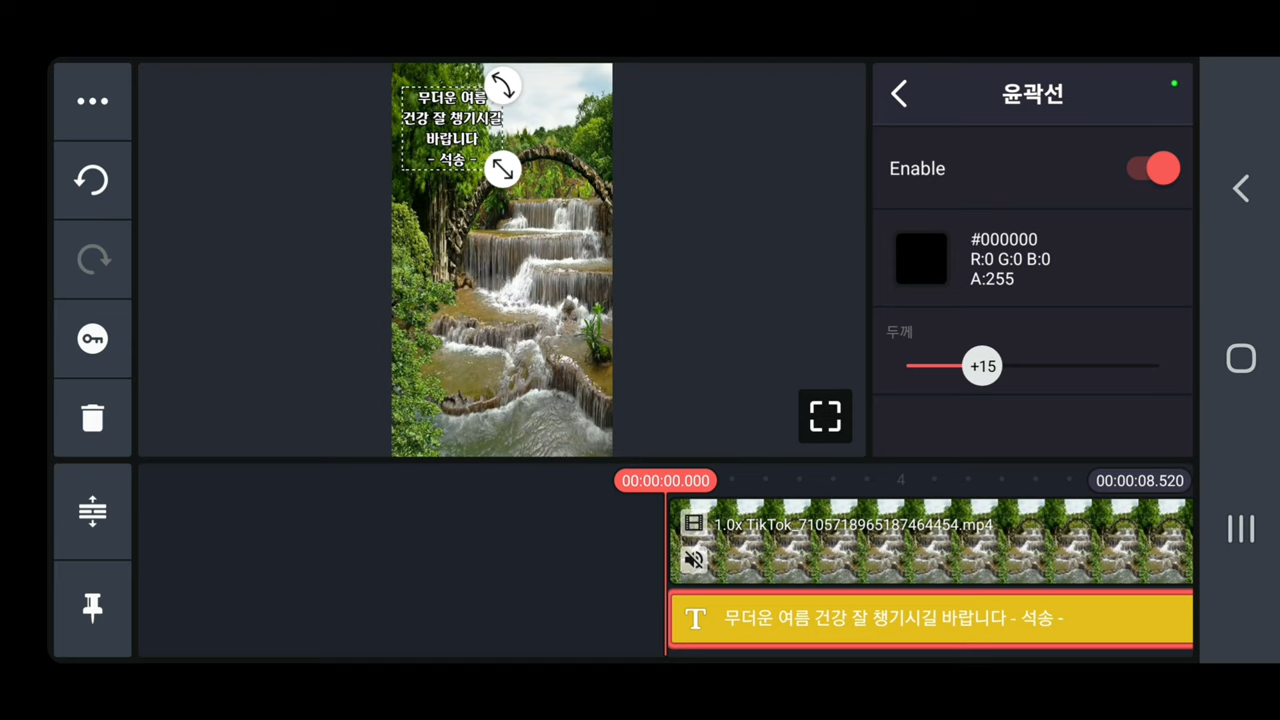 무더운 여름
건강 잘 챙기시길
바랍니다
- 석송 -
윤곽선
Enable
#000000
R:0 G:0 B:0
A:255
두께
+15
00:00:00.000
4
00:00:08.520
1.0x TikTok_7105718965187464454.mp4
T 무더운 여름 건강 잘 챙기시길 바랍니다 - 석송 -